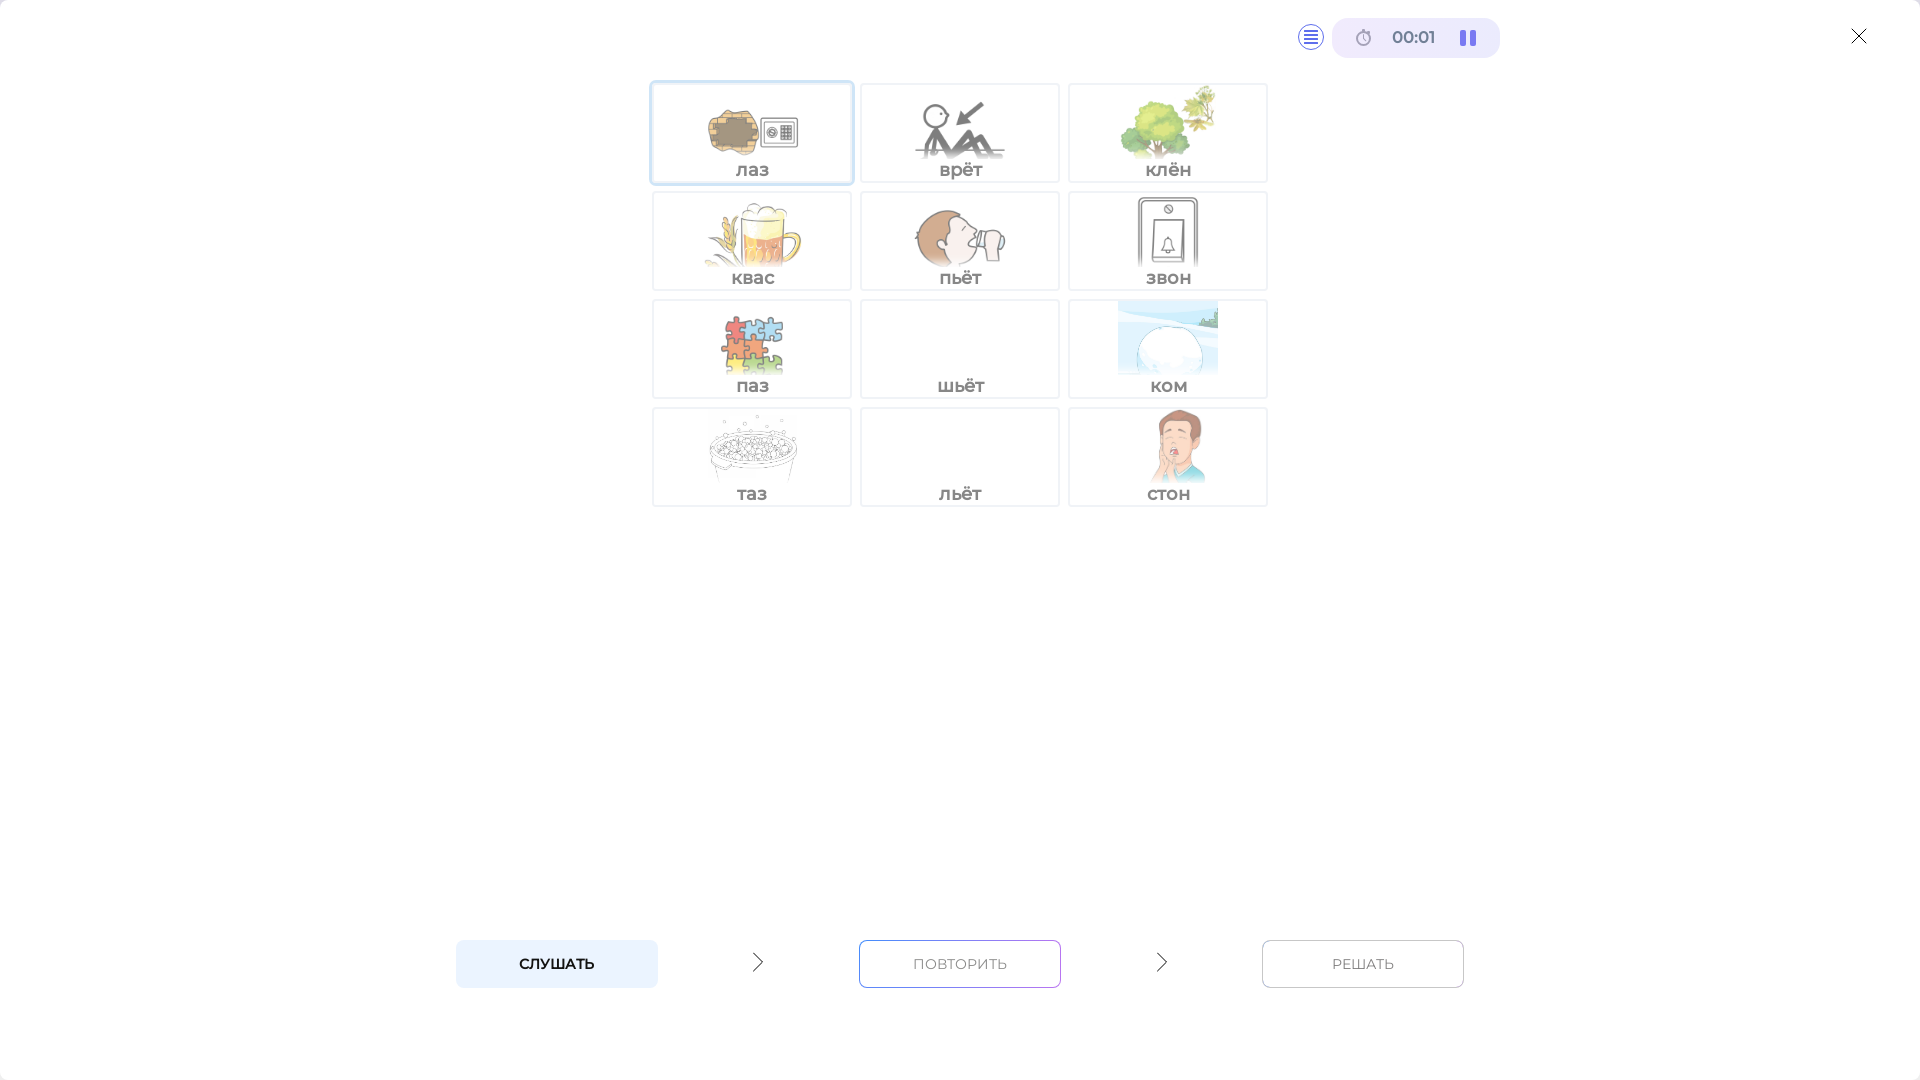 00:01
лаз
врёт
клён
квас
пьёт
звон
паз
шьёт
ком
таз
льёт
стон
СЛУШАТЬ
ПОВТОРИТЬ
РЕШАТЬ